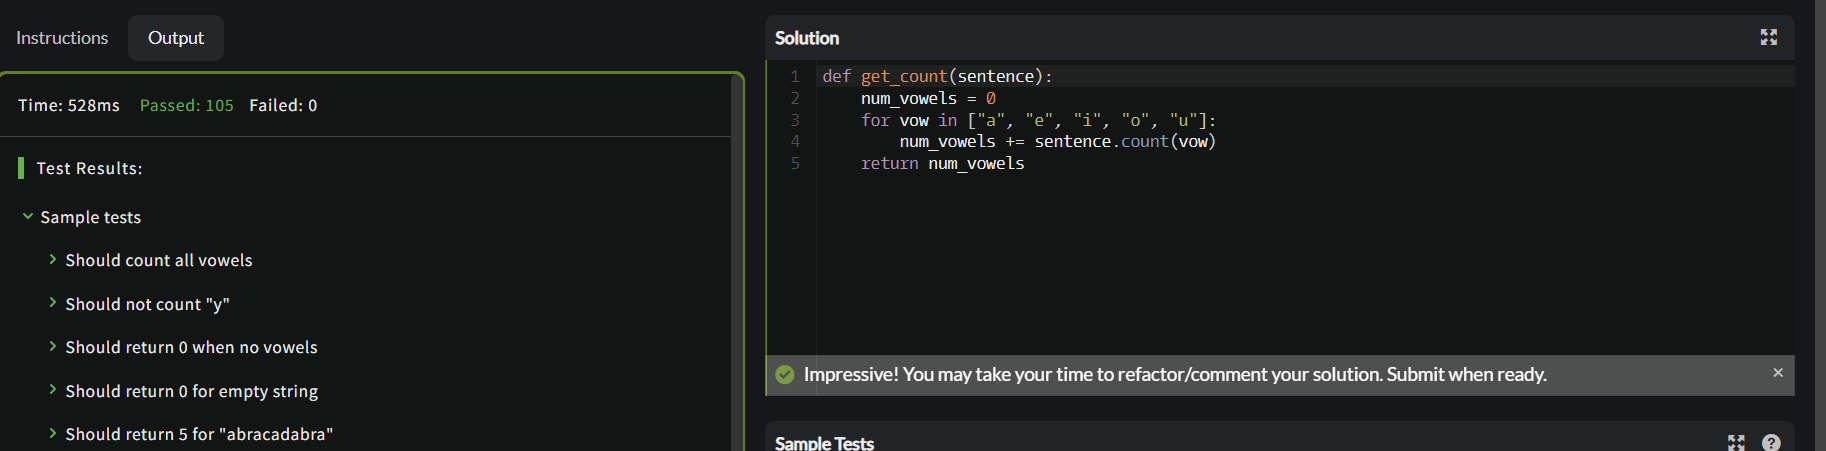 Instructions
Output
Time: 528ms Passed: 105 Failed: 0
Test Results:
Sample tests
Should count all vowels
Should not count "y"
Should return 0 when no vowels
Should return 0 for empty string
Should return 5 for "abracadabra"
Solution
1 def get_count(sentence):
2     num_vowels = 0
3     for vow in ["a", "e", "i", "o", "u"]:
4         num_vowels += sentence.count(vow)
5     return num_vowels
Impressive! You may take your time to refactor/comment your solution. Submit when ready.
Sample Tests